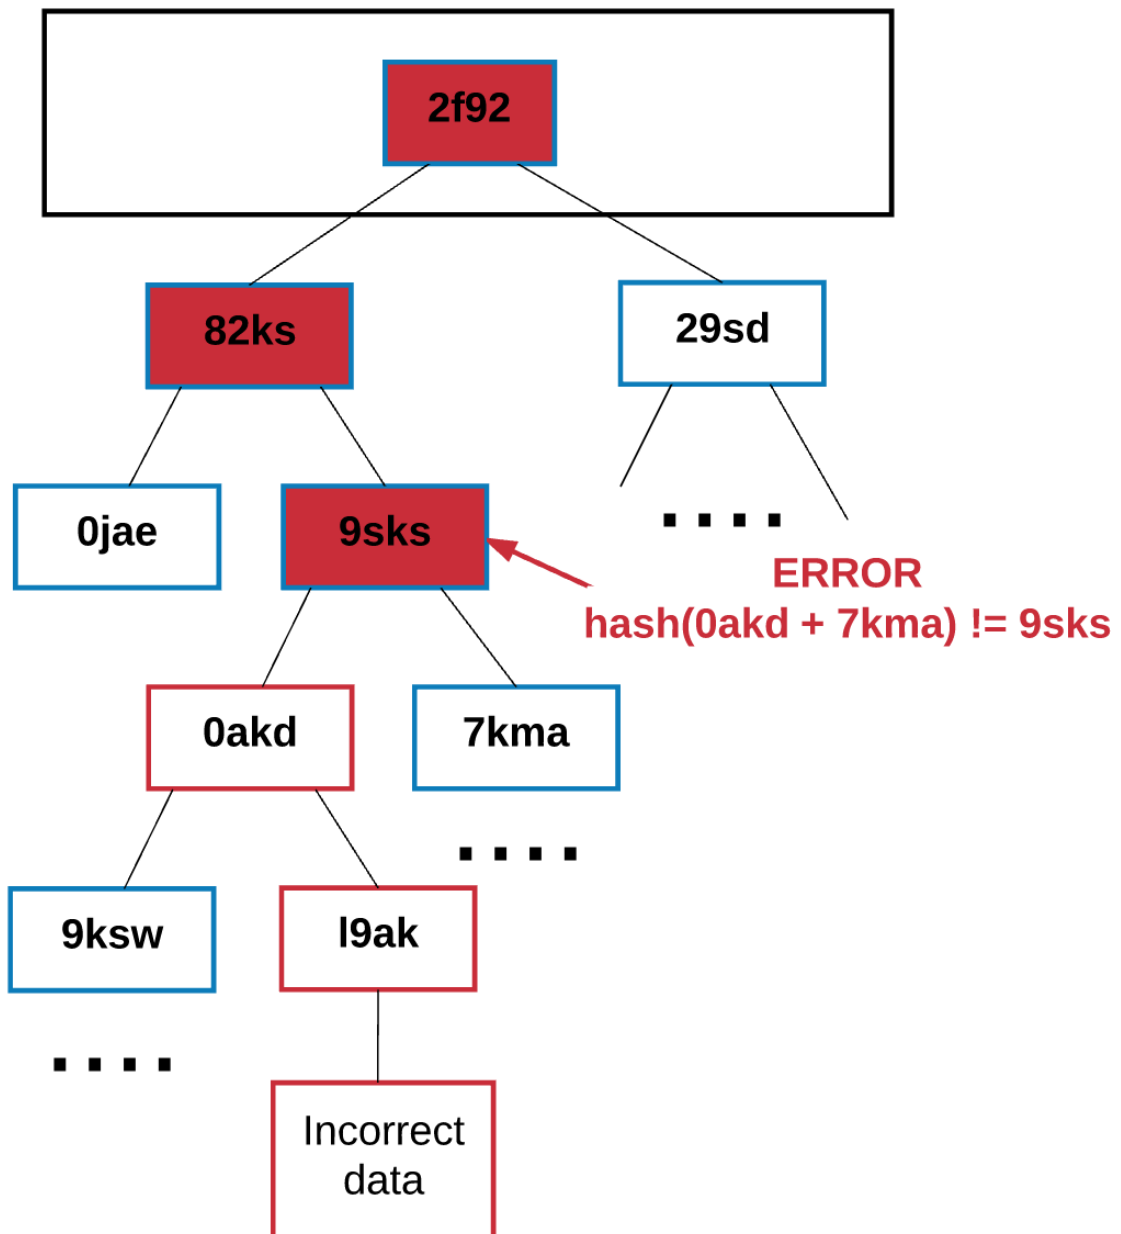 2f92
82ks
29sd
0jae
9sks
ERROR
hash(0akd + 7kma) != 9sks
0akd
7kma
9ksw
l9ak
Incorrect
data